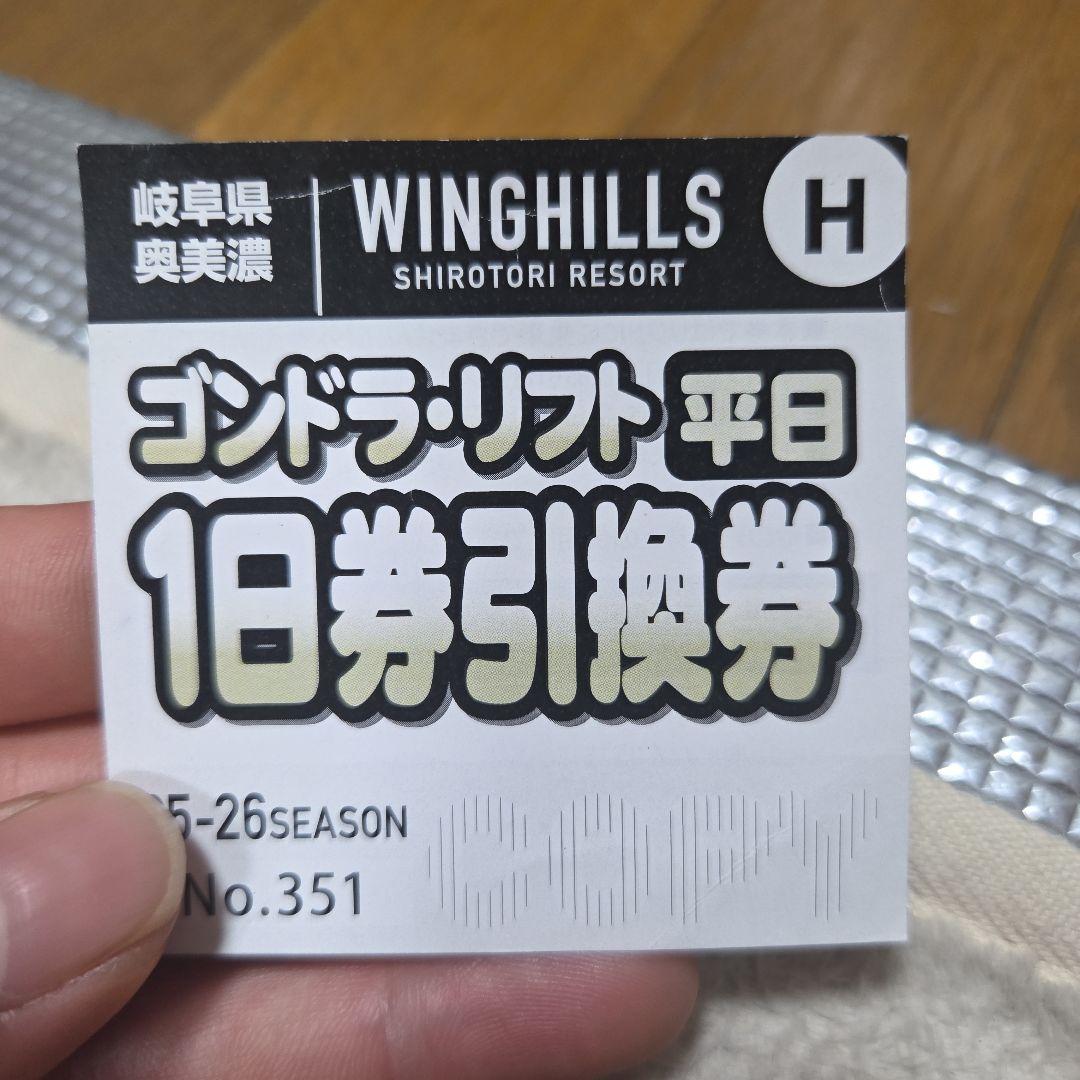 岐阜県
奥美濃
WINGHILLS
SHIROTORI RESORT
H
ゴンドラ・リフト 平日
1日券引換券
5-26SEASON
No.351
COPY